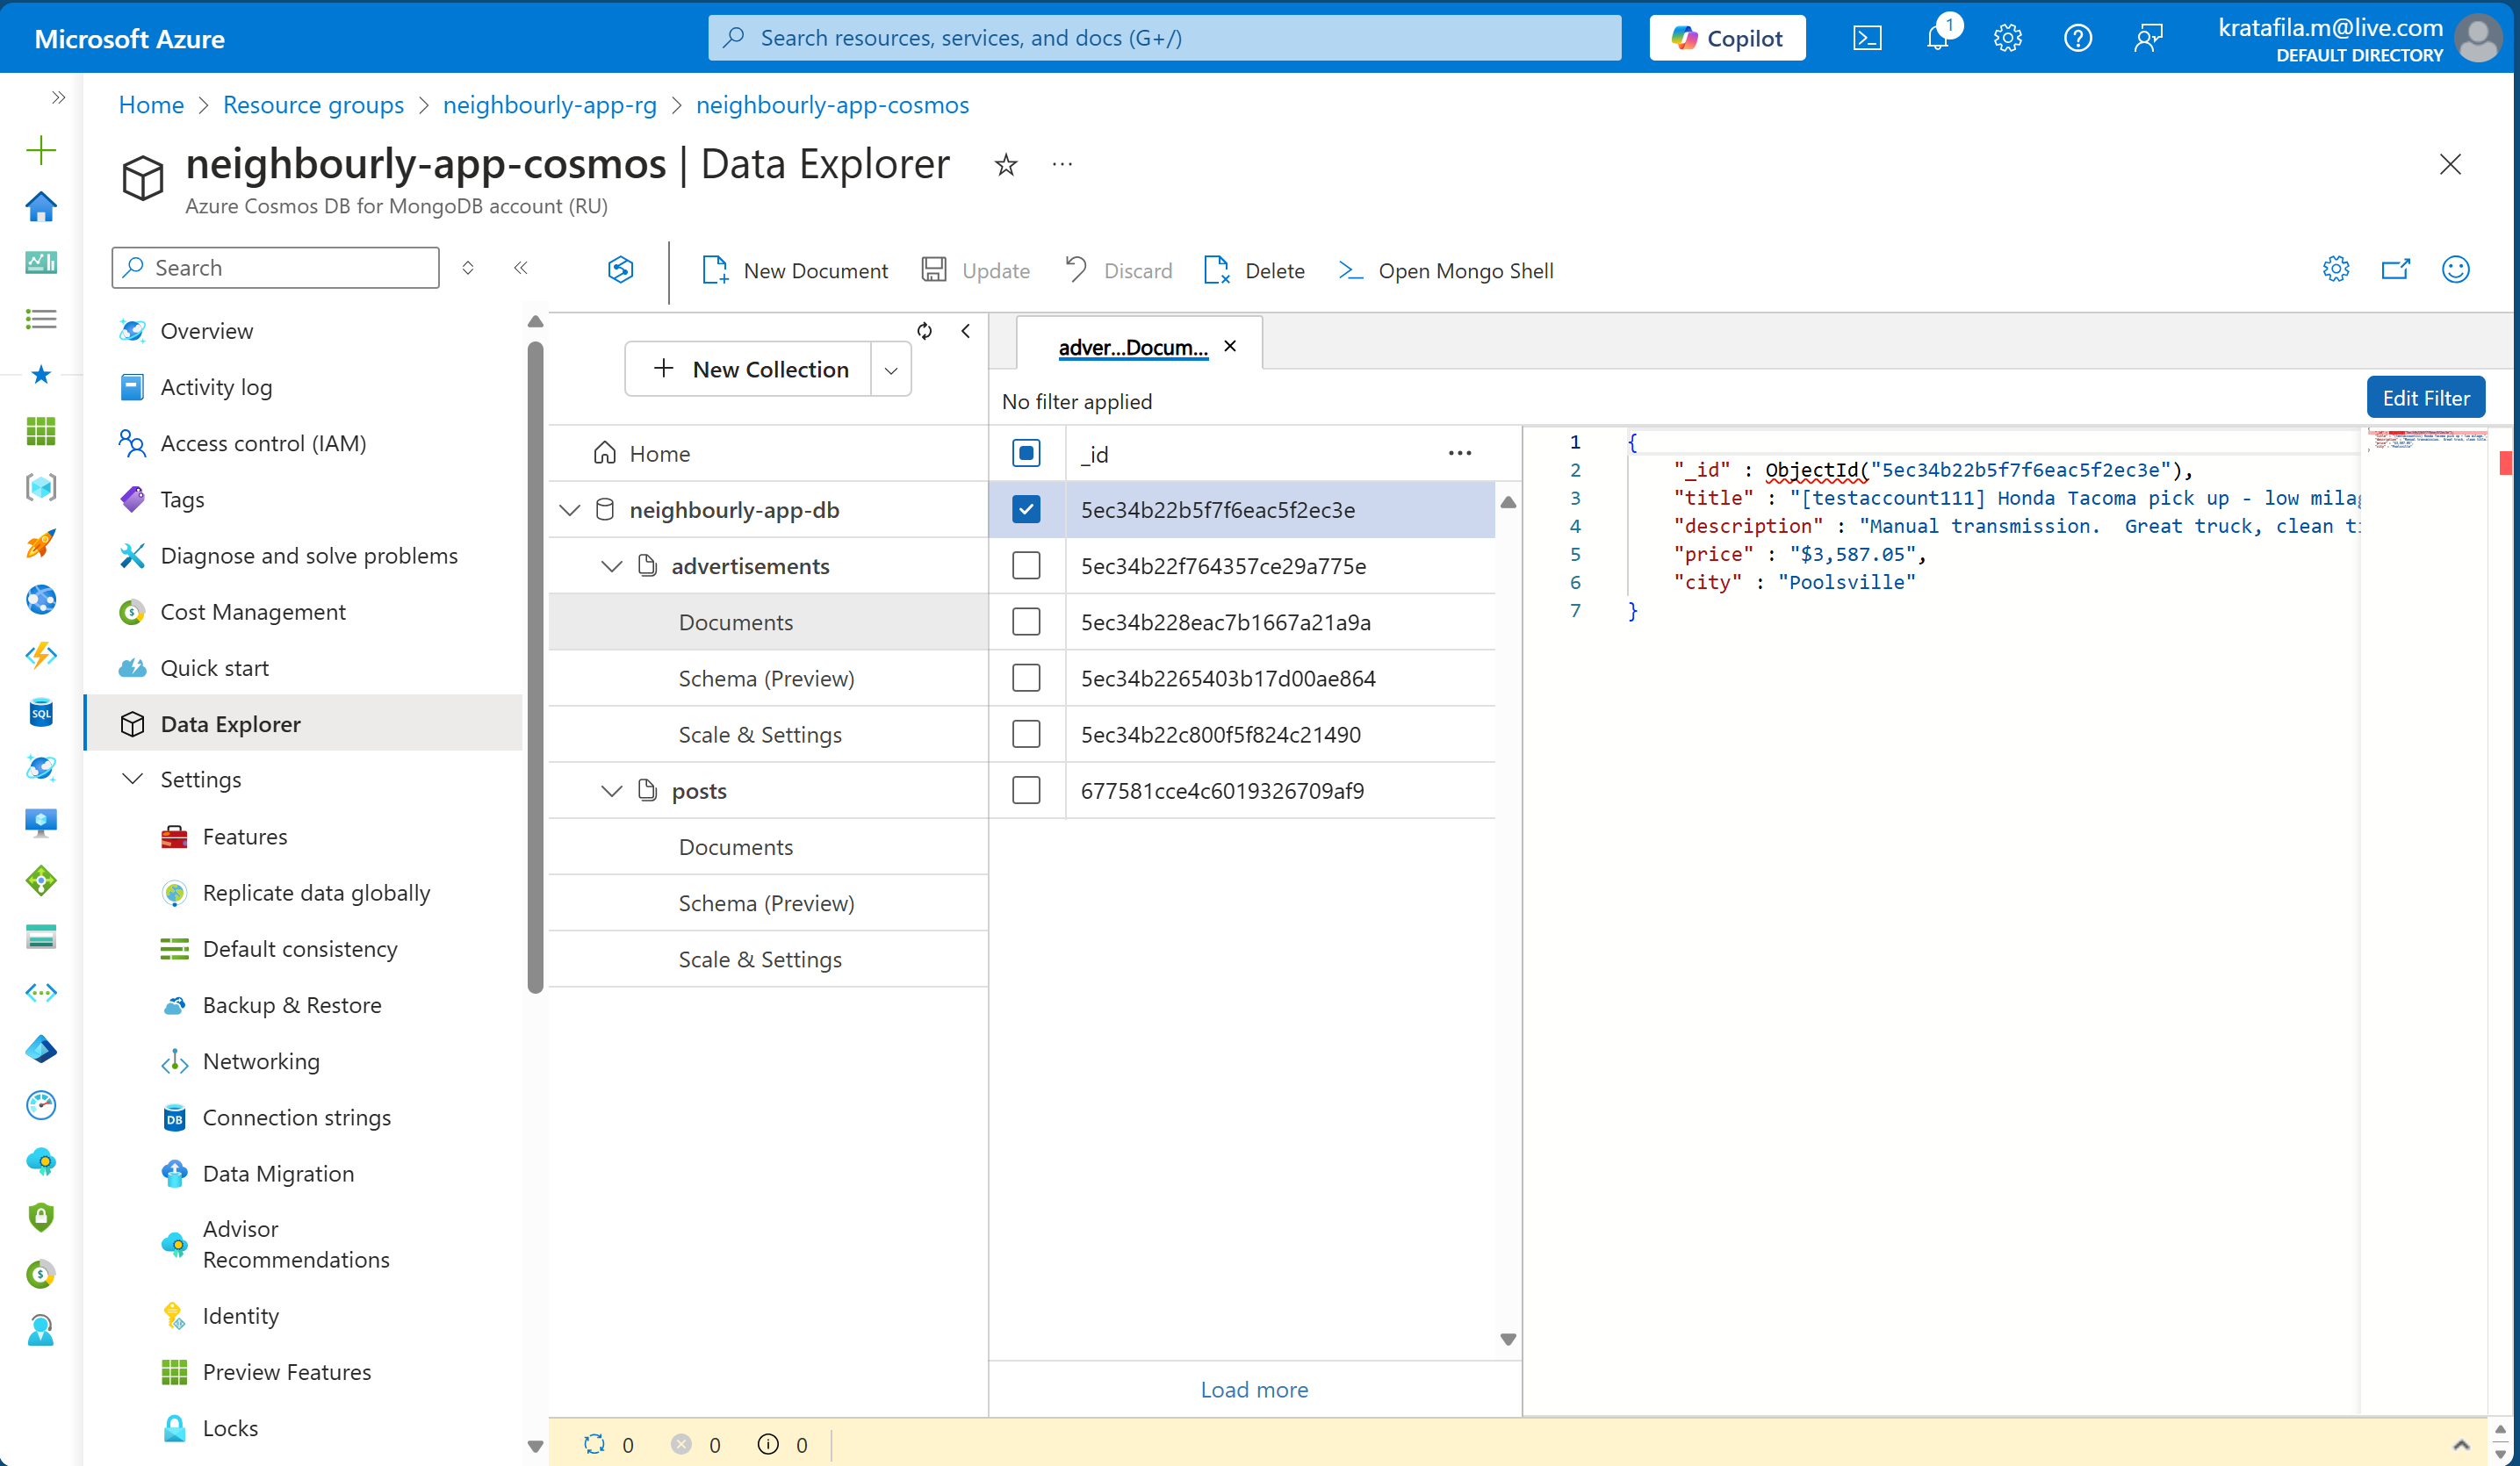 Microsoft Azure
Search resources, services, and docs (G+/)
Copilot
1
kratafila.m@live.com
DEFAULT DIRECTORY
Home > Resource groups > neighbourly-app-rg > neighbourly-app-cosmos
neighbourly-app-cosmos | Data Explorer
Azure Cosmos DB for MongoDB account (RU)
Search
Overview
Activity log
Access control (IAM)
Tags
Diagnose and solve problems
Cost Management
Quick start
Data Explorer
Settings
Features
Replicate data globally
Default consistency
Backup & Restore
Networking
Connection strings
Data Migration
Advisor
Recommendations
Identity
Preview Features
Locks
New Document
Update
Discard
Delete
Open Mongo Shell
New Collection
Home
neighbourly-app-db
advertisements
Documents
Schema (Preview)
Scale & Settings
posts
Documents
Schema (Preview)
Scale & Settings
adver...Docum...
No filter applied
Edit Filter
_id
5ec34b22b5f7f6eac5f2ec3e
5ec34b22f764357ce29a775e
5ec34b228eac7b1667a21a9a
5ec34b2265403b17d00ae864
5ec34b22c800f5f824c21490
677581cce4c6019326709af9
Load more
1 {
2 "_id" : ObjectId("5ec34b22b5f7f6eac5f2ec3e"),
3 "title" : "[testaccount111] Honda Tacoma pick up - low mila
4 "description" : "Manual transmission.  Great truck, clean t
5 "price" : "$3,587.05",
6 "city" : "Poolsville"
7 }
0 0 0
SQL
DB